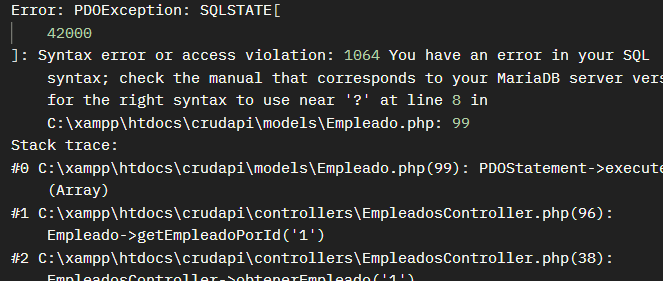 Error: PDOException: SQLSTATE[
42000
]: Syntax error or access violation: 1064 You have an error in your SQL
syntax; check the manual that corresponds to your MariaDB server vers
for the right syntax to use near '?' at line 8 in
C:\xampp\htdocs\crudapi\models\Empleado.php: 99
Stack trace:
#0 C:\xampp\htdocs\crudapi\models\Empleado.php(99): PDOStatement->execute
(Array)
#1 C:\xampp\htdocs\crudapi\controllers\EmpleadosController.php(96):
Empleado->getEmpleadoPorId('1')
#2 C:\xampp\htdocs\crudapi\controllers\EmpleadosController.php(38):
EmpleadosController->obtenerEmpleado('1')